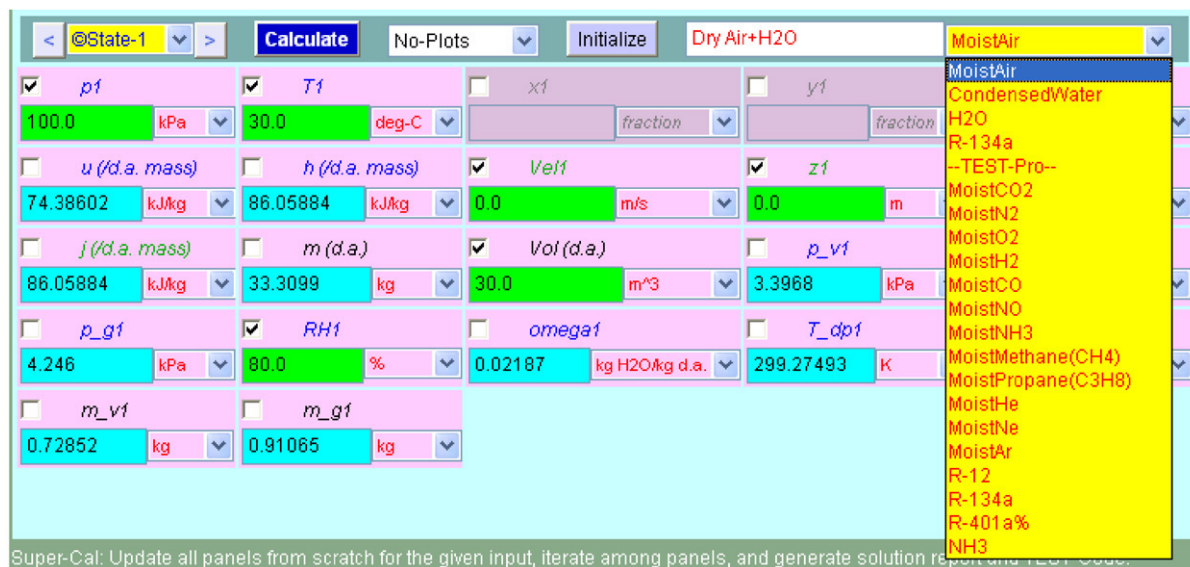 < ©State-1 > Calculate No-Plots Initialize Dry Air+H2O MoistAir
p1 T1 x1 y1
100.0 kPa 30.0 deg-C fraction fraction
u (/d.a. mass) h (/d.a. mass) Vel1 z1
74.38602 kJ/kg 86.05884 kJ/kg 0.0 m/s 0.0 m
j (/d.a. mass) m (d.a.) Vol (d.a.) p_v1
86.05884 kJ/kg 33.3099 kg 30.0 m^3 3.3968 kPa
p_g1 RH1 omega1 T_dp1
4.246 kPa 80.0 % 0.02187 kg H2O/kg d.a. 299.27493 K
m_v1 m_g1
0.72852 kg 0.91065 kg
MoistAir
CondensedWater
H2O
R-134a
--TEST-Pro--
MoistCO2
MoistN2
MoistO2
MoistH2
MoistCO
MoistNO
MoistNH3
MoistMethane(CH4)
MoistPropane(C3H8)
MoistHe
MoistNe
MoistAr
R-12
R-134a
R-401a%
NH3
Super-Cal: Update all panels from scratch for the given input, iterate among panels, and generate solution report and TEST-Code.